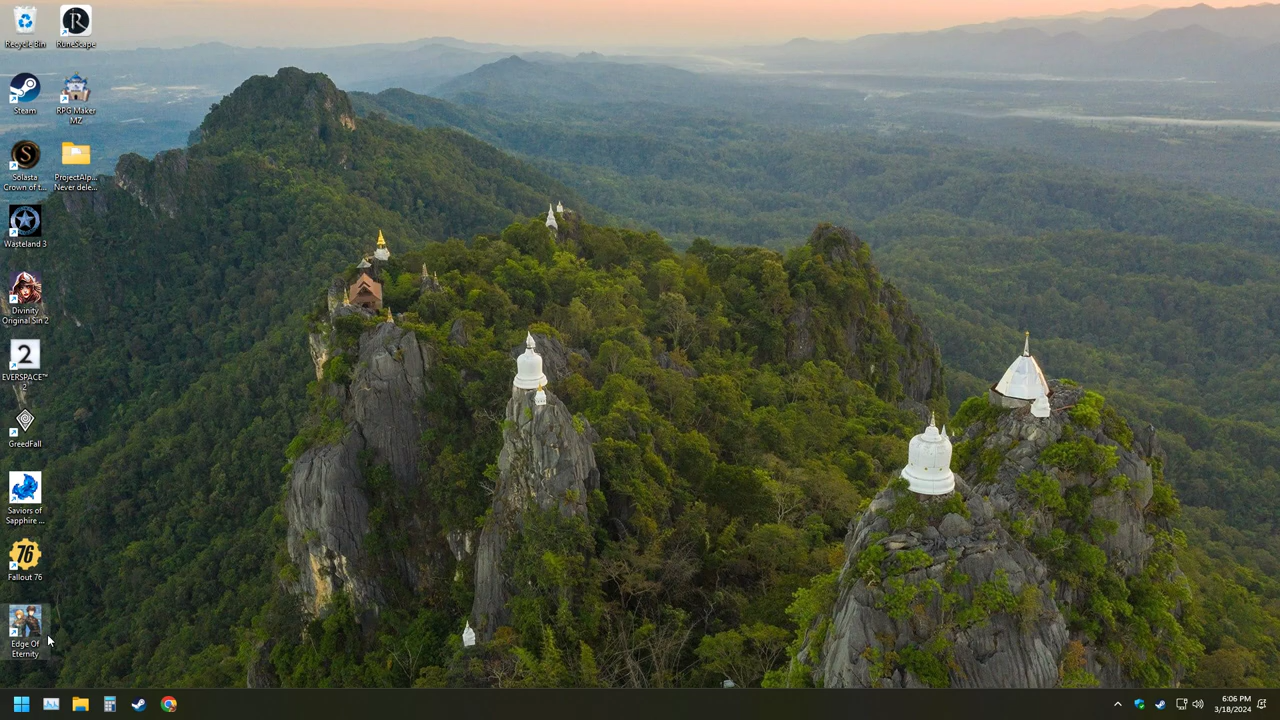 Recycle Bin
RuneScape
Steam
RPG Maker
MZ
Solasta
Crown of t...
ProjectAlp...
Never dele...
Wasteland 3
Divinity
Original Sin 2
2
EVERSPACE™
2
GreedFall
Saviors of
Sapphire ...
76
Fallout 76
Edge Of
Eternity
6:06 PM
3/18/2024